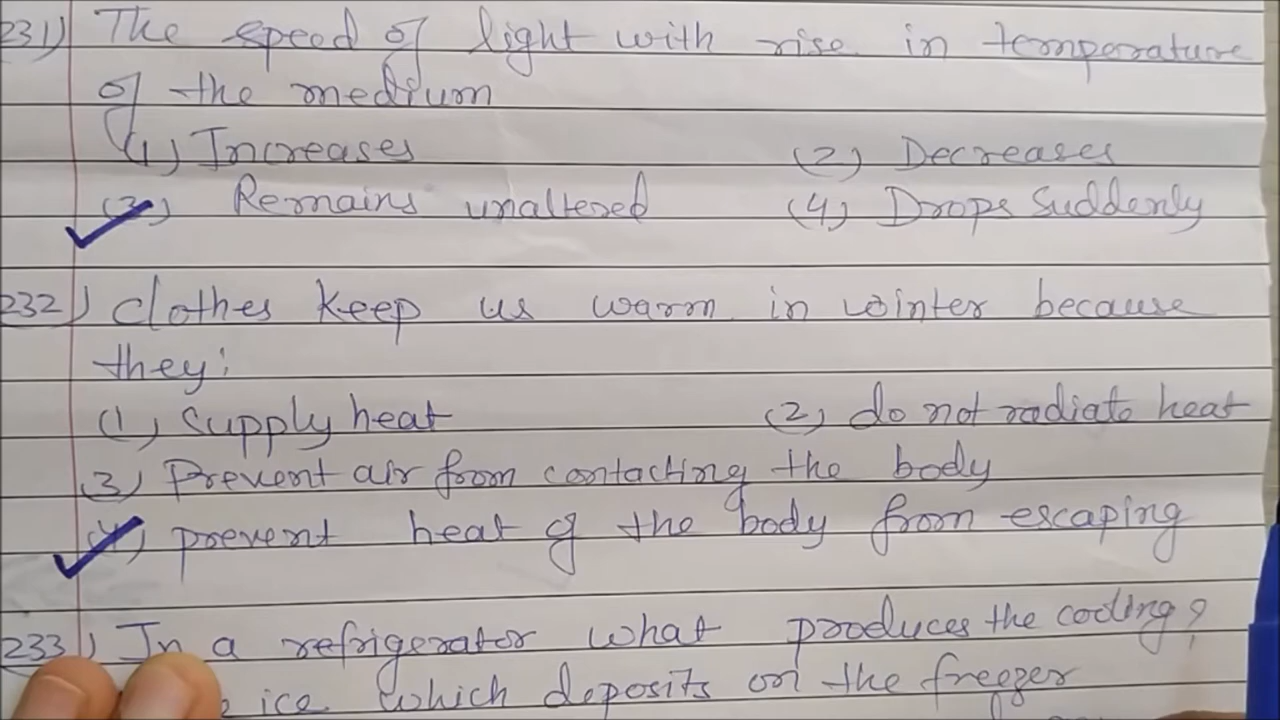 231) The speed of light with rise in temperature
of the medium
(1) Increases (2) Decreases
(3) Remains unaltered (4) Drops Suddenly
232) Clothes keep us warm in winter because
they:
(1) Supply heat (2) do not radiate heat
(3) Prevent air from contacting the body
(4) prevent heat of the body from escaping
233) In a refrigerator what produces the cooling?
ice which deposits on the freezer